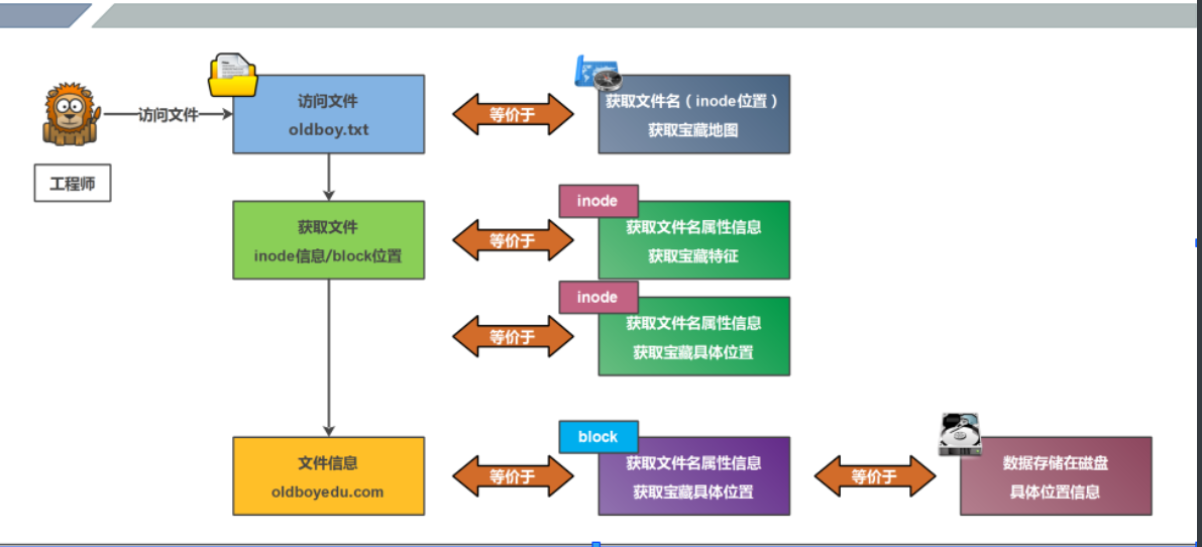 访问文件
oldboy.txt
等价于
获取文件名（inode位置）
获取宝藏地图
访问文件
工程师
获取文件
inode信息/block位置
等价于
inode
获取文件名属性信息
获取宝藏特征
等价于
inode
获取文件名属性信息
获取宝藏具体位置
文件信息
oldboyedu.com
等价于
block
获取文件名属性信息
获取宝藏具体位置
等价于
数据存储在磁盘
具体位置信息